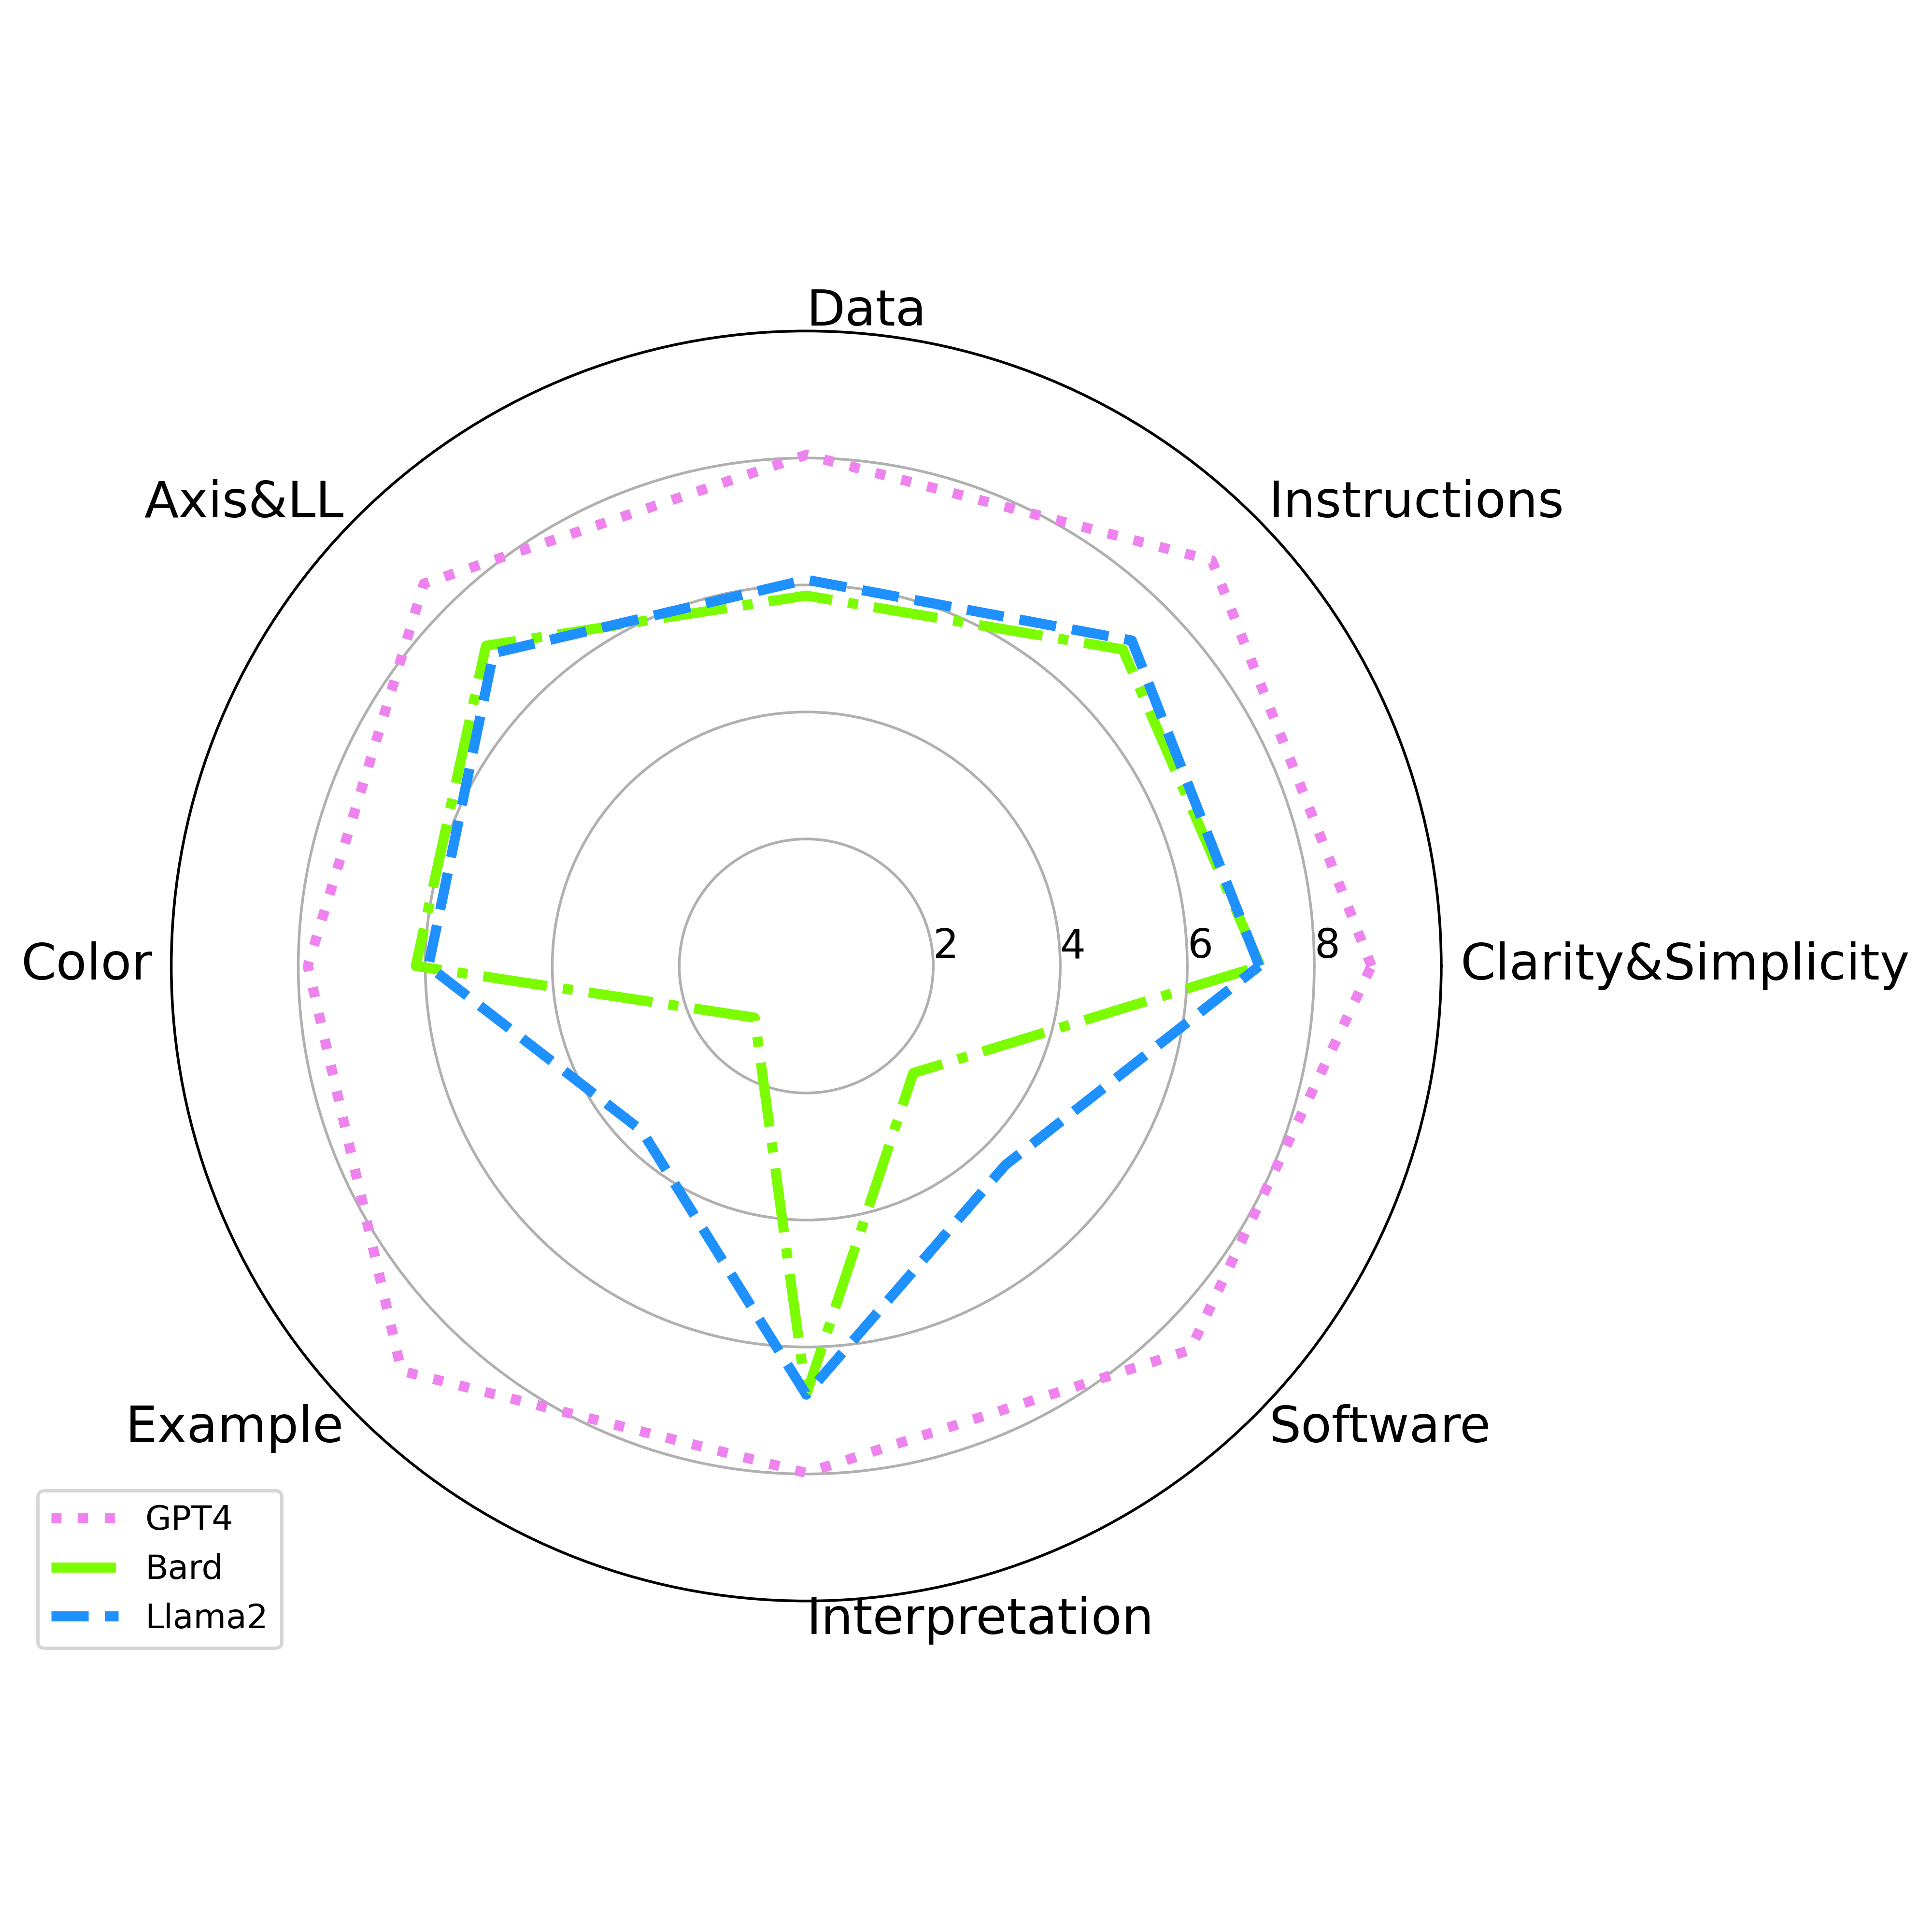 Data
Axis&LL
Instructions
Color
2
4
6
8
Clarity&Simplicity
Example
Software
Interpretation
GPT4
Bard
Llama2